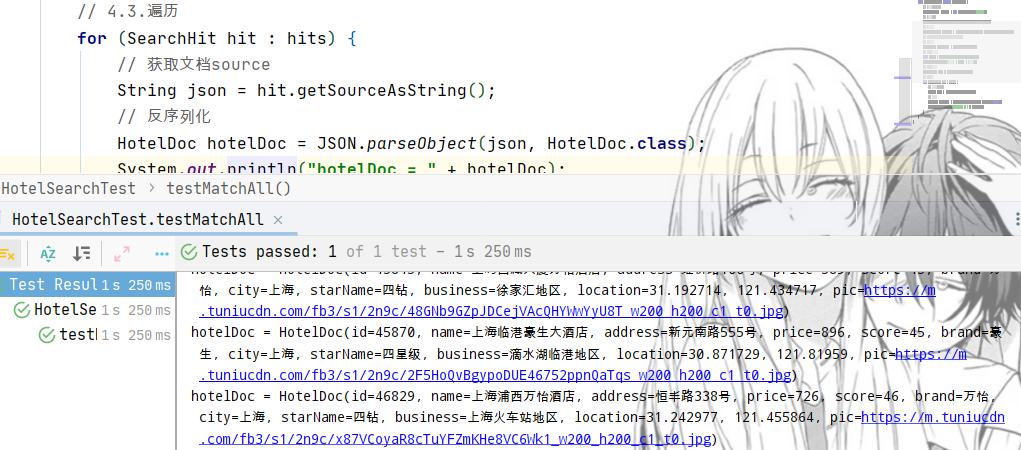 // 4.3.遍历
for (SearchHit hit : hits) {
// 获取文档source
String json = hit.getSourceAsString();
// 反序列化
HotelDoc hotelDoc = JSON.parseObject(json, HotelDoc.class);
System.out.println("hotelDoc = " + hotelDoc);
HotelSearchTest > testMatchAll()
HotelSearchTest.testMatchAll ×
Tests passed: 1 of 1 test – 1 s 250 ms
Test Resul 1 s 250 ms
HotelSe 1 s 250 ms
test 1 s 250 ms
怡, city=上海, starName=四钻, business=徐家汇地区, location=31.192714, 121.434717, pic=https://m
.tuniucdn.com/fb3/s1/2n9c/48GNb9GZpJDCejVAcQHYWWYyU8T_w200_h200_c1_t0.jpg)
hotelDoc = HotelDoc(id=45870, name=上海临港豪生大酒店, address=新元南路555号, price=896, score=45, brand=豪
生, city=上海, starName=四星级, business=滴水湖临港地区, location=30.871729, 121.81959, pic=https://m
.tuniucdn.com/fb3/s1/2n9c/2F5HoQvBgypoDUE46752ppnQaTqs_w200_h200_c1_t0.jpg)
hotelDoc = HotelDoc(id=46829, name=上海浦西万怡酒店, address=恒丰路338号, price=726, score=46, brand=万怡,
city=上海, starName=四钻, business=上海火车站地区, location=31.242977, 121.455864, pic=https://m.tuniucdn
.com/fb3/s1/2n9c/x87VCoyaR8cTuYFZmKHe8VC6Wk1_w200_h200_c1_t0.jpg)